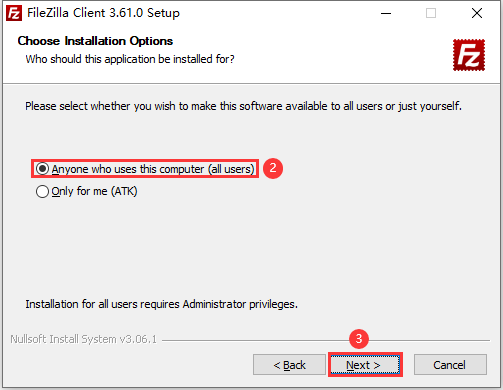 FileZilla Client 3.61.0 Setup
Choose Installation Options
Who should this application be installed for?
Fz
Please select whether you wish to make this software available to all users or just yourself.
Anyone who uses this computer (all users)
2
Only for me (ATK)
Installation for all users requires Administrator privileges.
Nullsoft Install System v3.06.1
3
< Back
Next >
Cancel